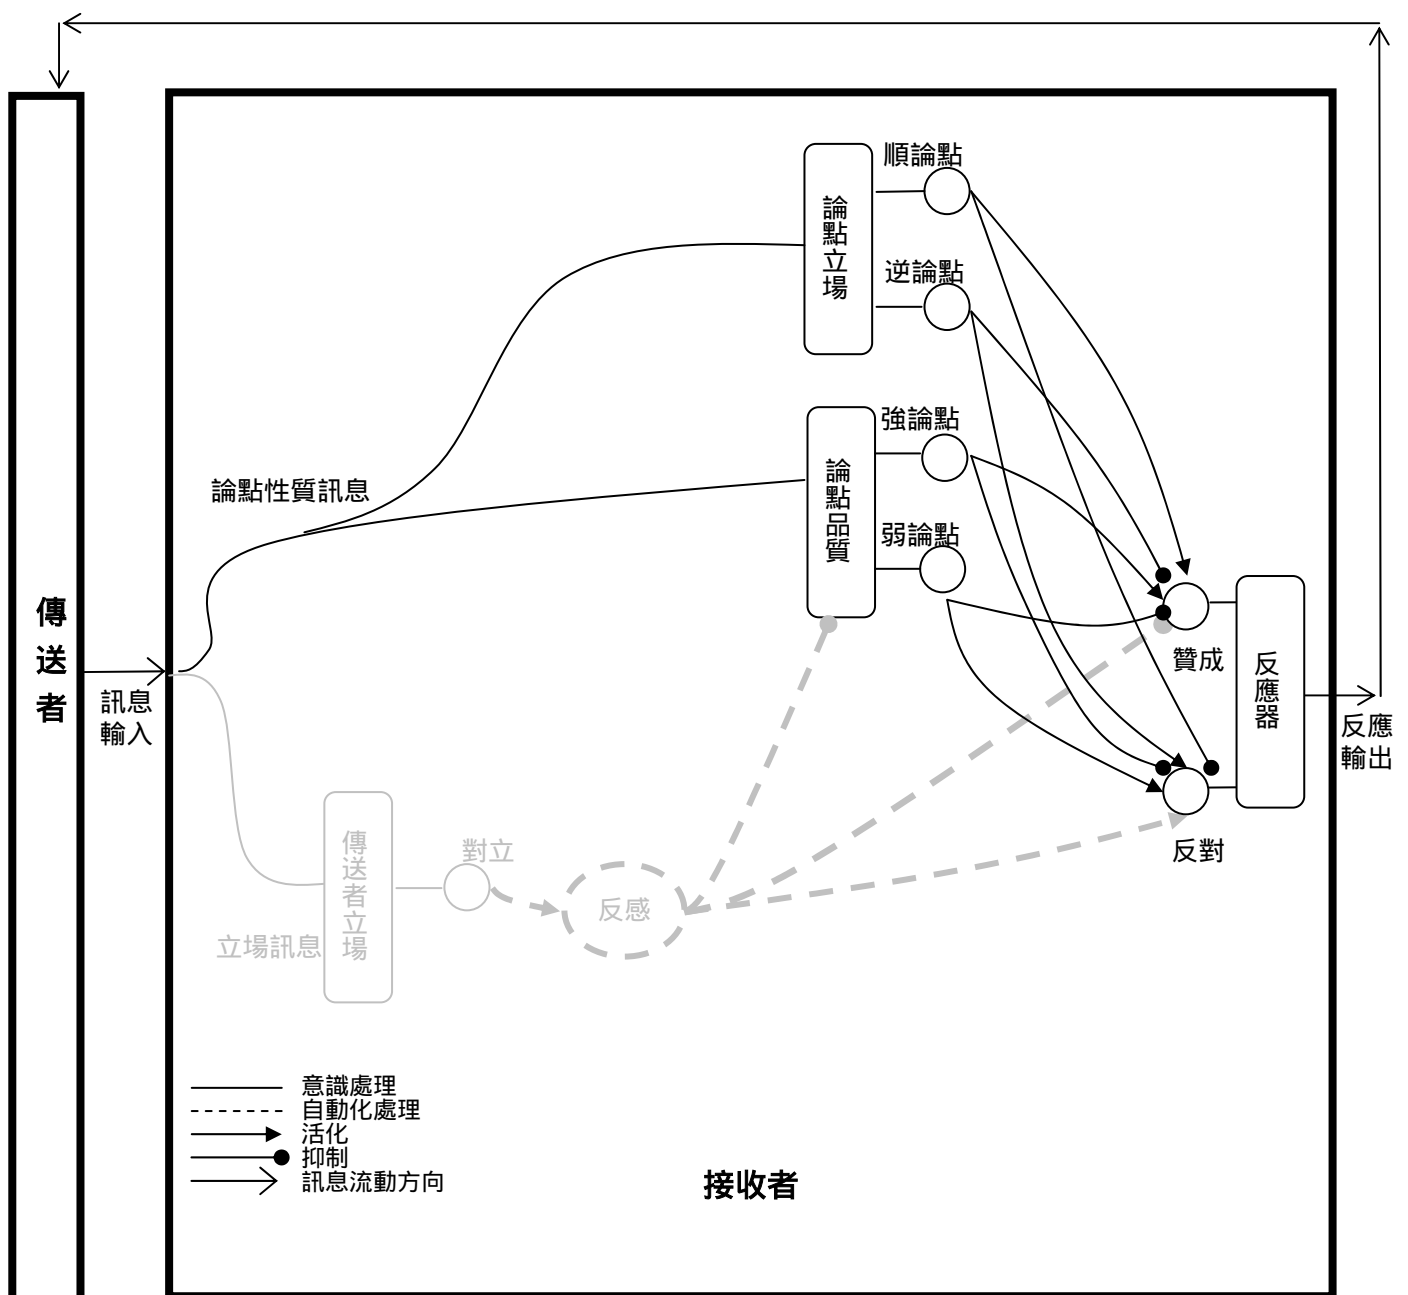 順論點
論點立場
逆論點
強論點
論點品質
論點性質訊息
弱論點
傳送者
反應器
贊成
訊息
輸入
反應
輸出
傳送者立場
對立
反對
反感
立場訊息
意識處理
自動化處理
活化
抑制
訊息流動方向
接收者